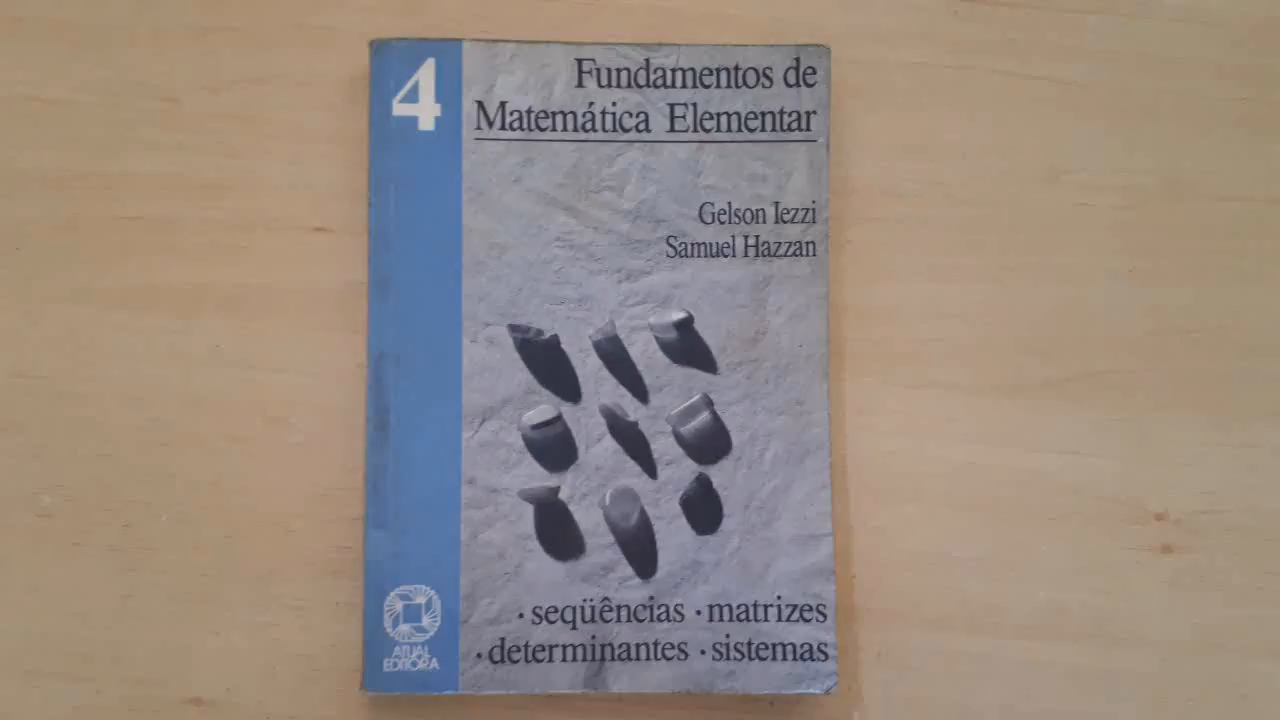 4
Fundamentos de
Matemática Elementar
Gelson Iezzi
Samuel Hazzan
· seqüências · matrizes
· determinantes · sistemas
ATUAL
EDITORA